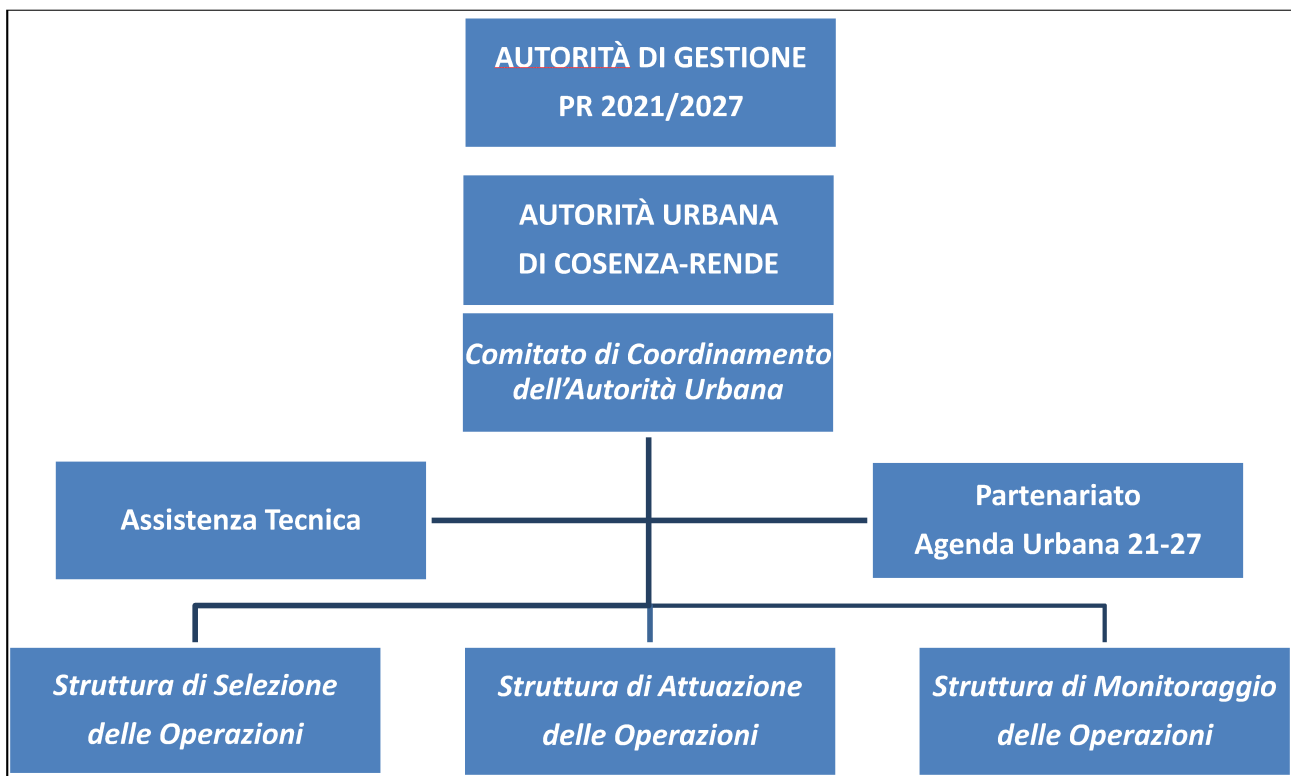 AUTORITÀ DI GESTIONE
PR 2021/2027
AUTORITÀ URBANA
DI COSENZA-RENDE
Comitato di Coordinamento
dell’Autorità Urbana
Assistenza Tecnica
Partenariato
Agenda Urbana 21-27
Struttura di Selezione
delle Operazioni
Struttura di Attuazione
delle Operazioni
Struttura di Monitoraggio
delle Operazioni